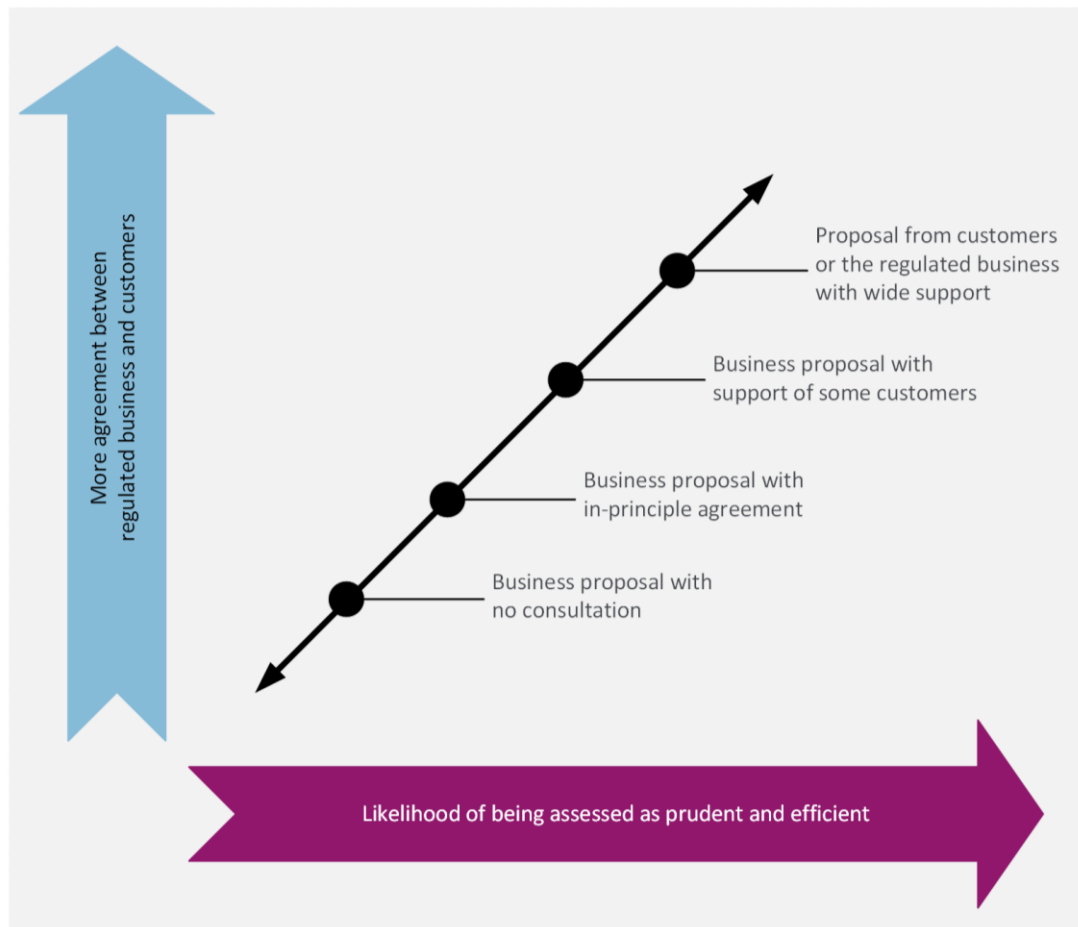 More agreement between
regulated business and customers
Proposal from customers
or the regulated business
with wide support
Business proposal with
support of some customers
Business proposal with
in-principle agreement
Business proposal with
no consultation
Likelihood of being assessed as prudent and efficient